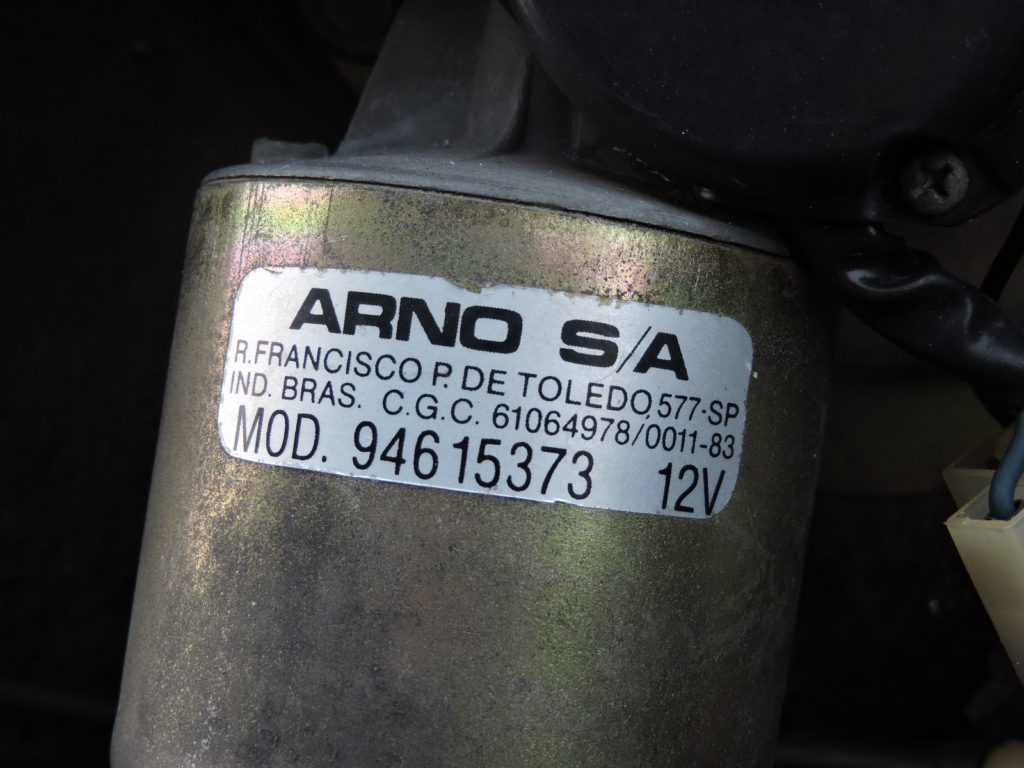 ARNO S/A
R.FRANCISCO P. DE TOLEDO, 577-SP
IND. BRAS. C.G.C. 61064978/0011-83
MOD. 94615373 12V